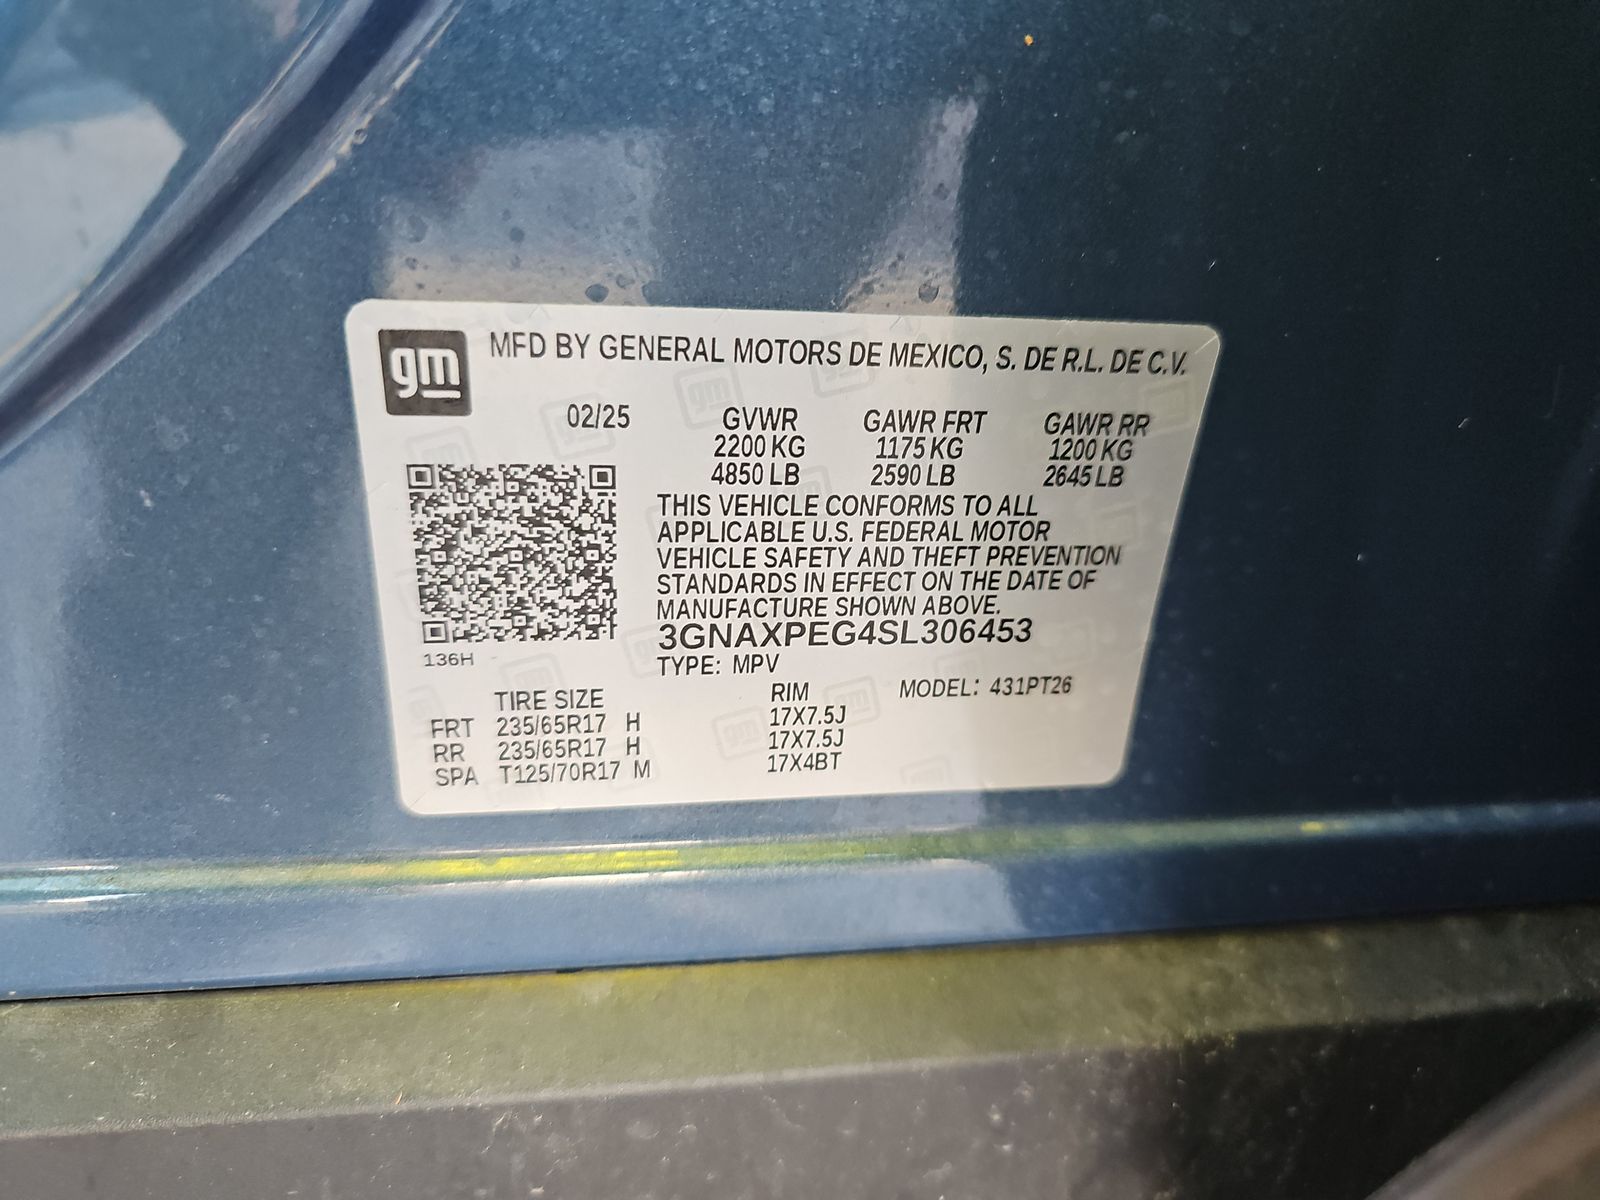 gm
MFD BY GENERAL MOTORS DE MEXICO, S. DE R.L. DE C.V.
02/25 GVWR GAWR FRT GAWR RR
2200 KG 1175 KG 1200 KG
4850 LB 2590 LB 2645 LB
THIS VEHICLE CONFORMS TO ALL
APPLICABLE U.S. FEDERAL MOTOR
VEHICLE SAFETY AND THEFT PREVENTION
STANDARDS IN EFFECT ON THE DATE OF
MANUFACTURE SHOWN ABOVE.
3GNAXPEG4SL306453
136H
TYPE: MPV
TIRE SIZE RIM MODEL: 431PT26
FRT 235/65R17 H 17X7.5J
RR 235/65R17 H 17X7.5J
SPA T125/70R17 M 17X4BT